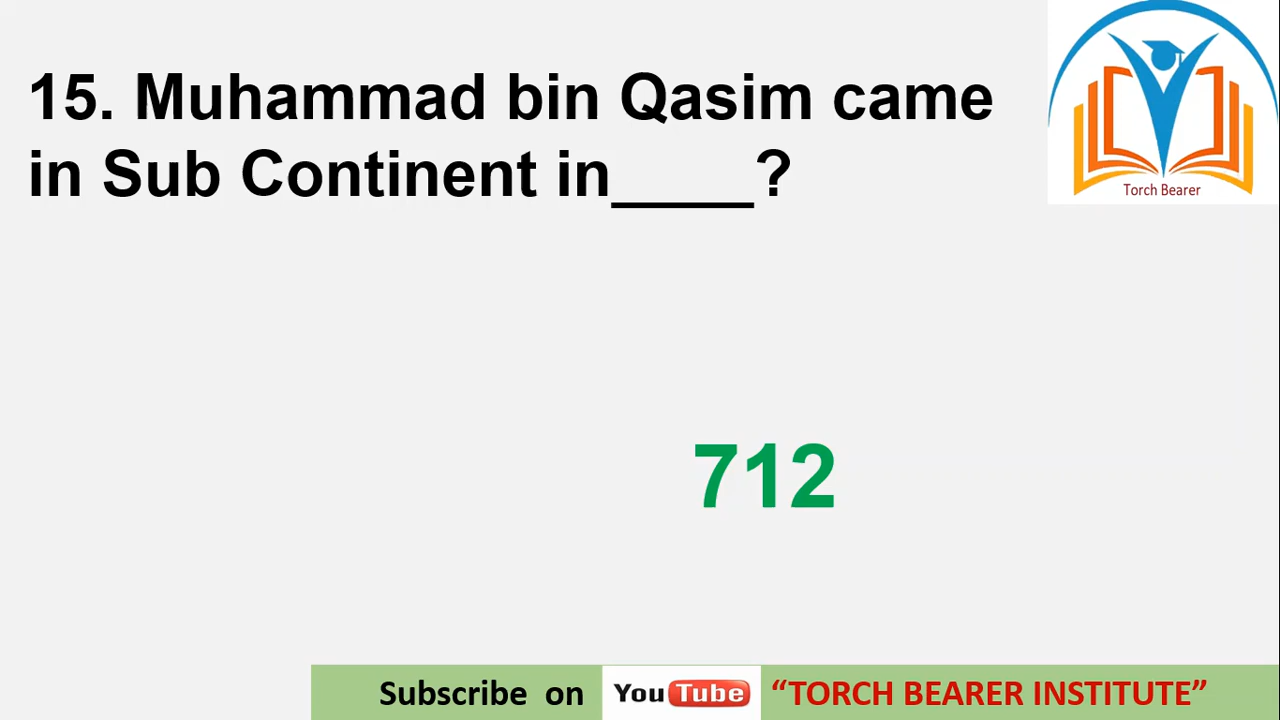 15. Muhammad bin Qasim came
in Sub Continent in____?
Torch Bearer
712
Subscribe on YouTube “TORCH BEARER INSTITUTE”